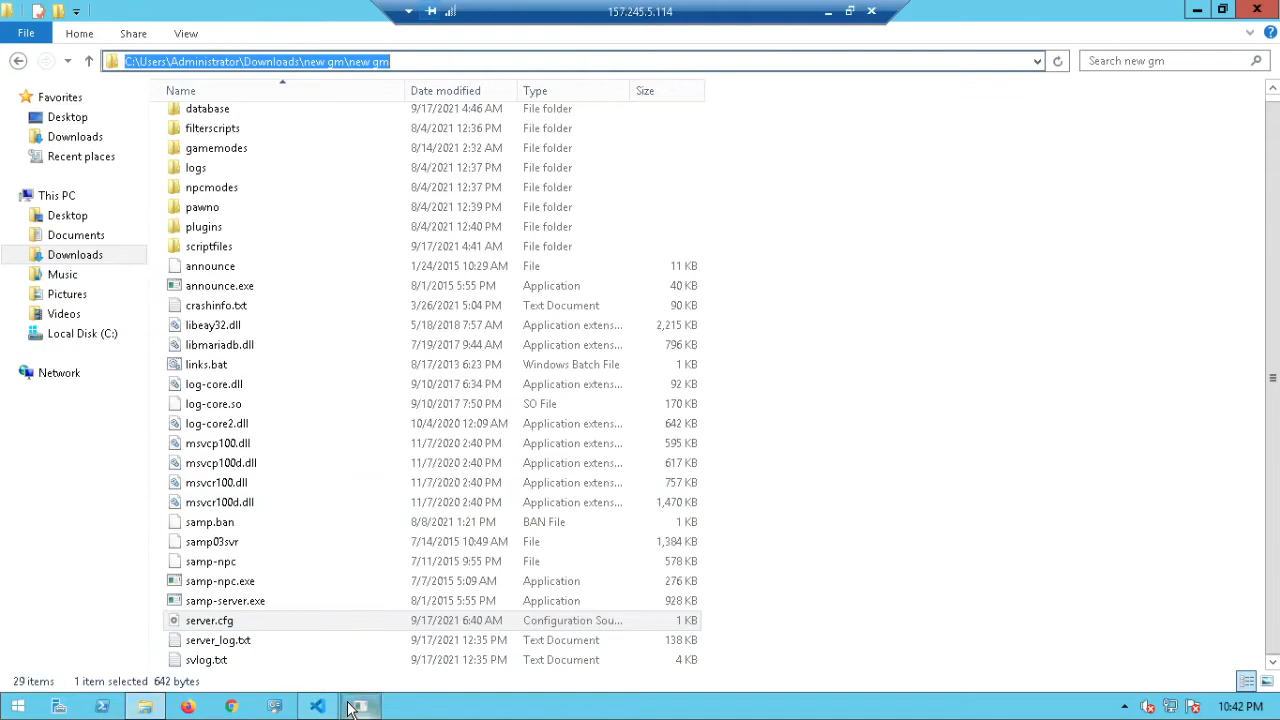 157.245.5.114
File Home Share View
C:\Users\Administrator\Downloads\new gm\new gm
Search new gm
Name Date modified Type Size
Favorites
Desktop
Downloads
Recent places
This PC
Desktop
Documents
Downloads
Music
Pictures
Videos
Local Disk (C:)
Network
database 9/17/2021 4:46 AM File folder
filterscripts 8/4/2021 12:36 PM File folder
gamemodes 8/14/2021 2:32 AM File folder
logs 8/4/2021 12:37 PM File folder
npcmodes 8/4/2021 12:37 PM File folder
pawno 8/4/2021 12:39 PM File folder
plugins 8/4/2021 12:40 PM File folder
scriptfiles 9/17/2021 4:41 AM File folder
announce 1/24/2015 10:29 AM File 11 KB
announce.exe 8/1/2015 5:55 PM Application 40 KB
crashinfo.txt 3/26/2021 5:04 PM Text Document 90 KB
libeay32.dll 5/18/2018 7:57 AM Application extens... 2,215 KB
libmariadb.dll 7/19/2017 9:44 AM Application extens... 796 KB
links.bat 8/17/2013 6:23 PM Windows Batch File 1 KB
log-core.dll 9/10/2017 6:34 PM Application extens... 92 KB
log-core.so 9/10/2017 7:50 PM SO File 170 KB
log-core2.dll 10/4/2020 12:09 AM Application extens... 642 KB
msvcp100.dll 11/7/2020 2:40 PM Application extens... 595 KB
msvcp100d.dll 11/7/2020 2:40 PM Application extens... 617 KB
msvcr100.dll 11/7/2020 2:40 PM Application extens... 757 KB
msvcr100d.dll 11/7/2020 2:40 PM Application extens... 1,470 KB
samp.ban 8/8/2021 1:21 PM BAN File 1 KB
samp03svr 7/14/2015 10:49 AM File 1,384 KB
samp-npc 7/11/2015 9:55 PM File 578 KB
samp-npc.exe 7/7/2015 5:09 AM Application 276 KB
samp-server.exe 8/1/2015 5:55 PM Application 928 KB
server.cfg 9/17/2021 6:40 AM Configuration Sou... 1 KB
server_log.txt 9/17/2021 12:35 PM Text Document 138 KB
svlog.txt 9/17/2021 12:35 PM Text Document 4 KB
29 items 1 item selected 642 bytes
10:42 PM